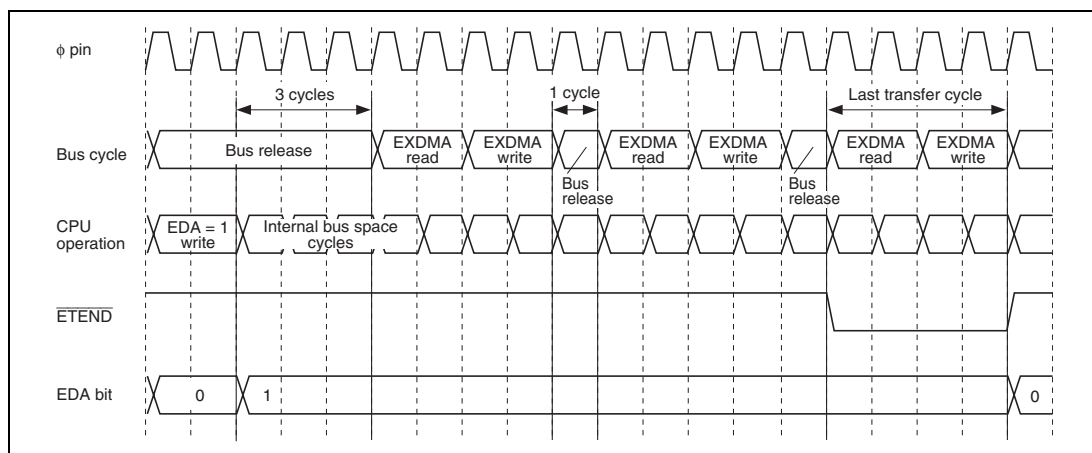 φ pin
3 cycles
1 cycle
Last transfer cycle
Bus cycle
Bus release
EXDMA
read
EXDMA
write
Bus
release
EXDMA
read
EXDMA
write
Bus
release
EXDMA
read
EXDMA
write
CPU
operation
EDA = 1
write
Internal bus space
cycles
ETEND
EDA bit
0
1
0